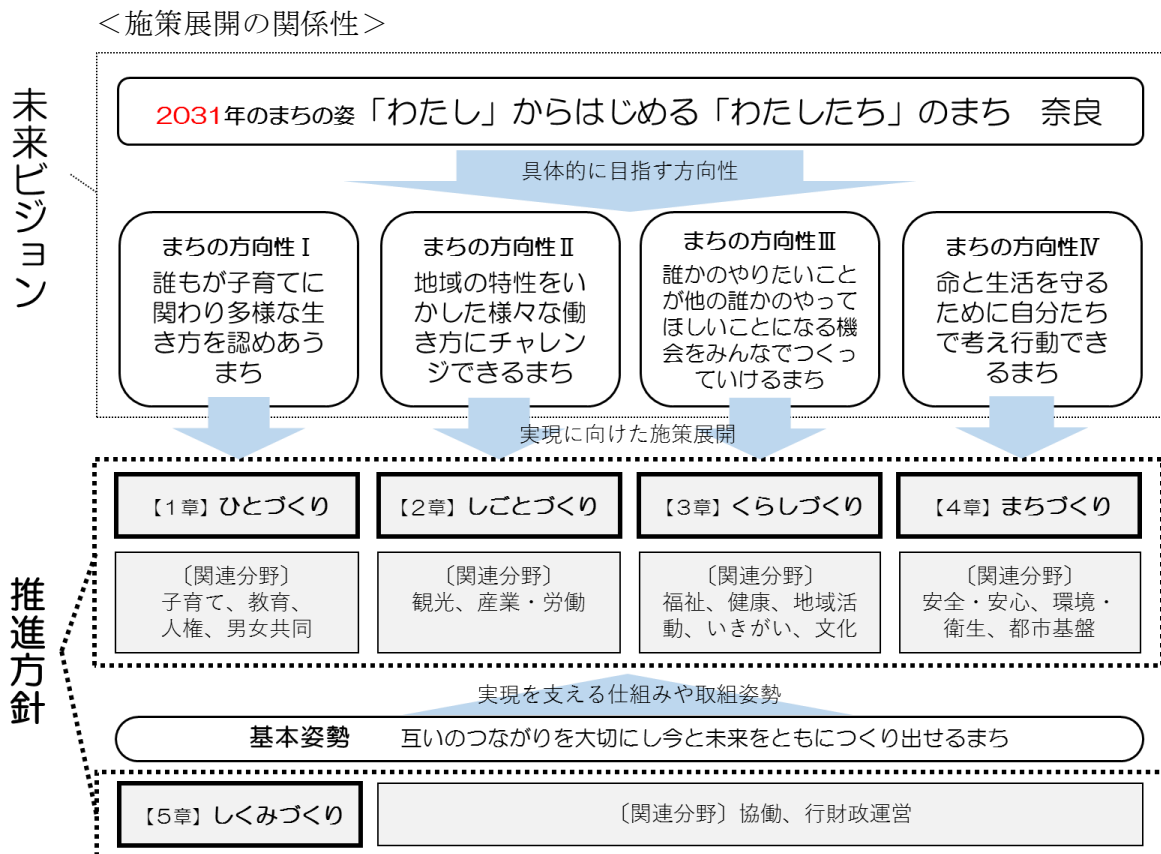 ＜施策展開の関係性＞
未来ビジョン
2031年のまちの姿「わたし」からはじめる「わたしたち」のまち　奈良
具体的に目指す方向性
まちの方向性Ⅰ
誰もが子育てに
関わり多様な生
き方を認めあう
まち
まちの方向性Ⅱ
地域の特性をい
かした様々な働
き方にチャレン
ジできるまち
まちの方向性Ⅲ
誰かのやりたいこと
が他の誰かのやって
ほしいことになる機
会をみんなでつくっ
ていけるまち
まちの方向性Ⅳ
命と生活を守る
ために自分たち
で考え行動でき
るまち
実現に向けた施策展開
推進方針
【1章】ひとづくり
【2章】しごとづくり
【3章】くらしづくり
【4章】まちづくり
〔関連分野〕
子育て、教育、
人権、男女共同
〔関連分野〕
観光、産業・労働
〔関連分野〕
福祉、健康、地域活
動、いきがい、文化
〔関連分野〕
安全・安心、環境・
衛生、都市基盤
実現を支える仕組みや取組姿勢
基本姿勢　互いのつながりを大切にし今と未来をともにつくり出せるまち
【5章】しくみづくり
〔関連分野〕協働、行財政運営